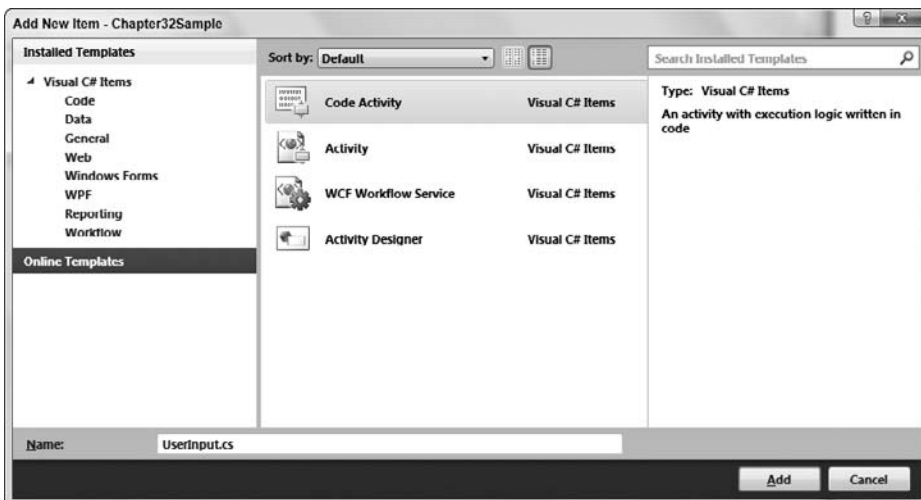 Add New Item - Chapter32Sample
Installed Templates
Visual C# Items
Code
Data
General
Web
Windows Forms
WPF
Reporting
Workflow
Online Templates
Sort by: Default
Code Activity Visual C# Items
Activity Visual C# Items
WCF Workflow Service Visual C# Items
Activity Designer Visual C# Items
Search Installed Templates
Type: Visual C# Items
An activity with execution logic written in
code
Name: UserInput.cs
Add Cancel